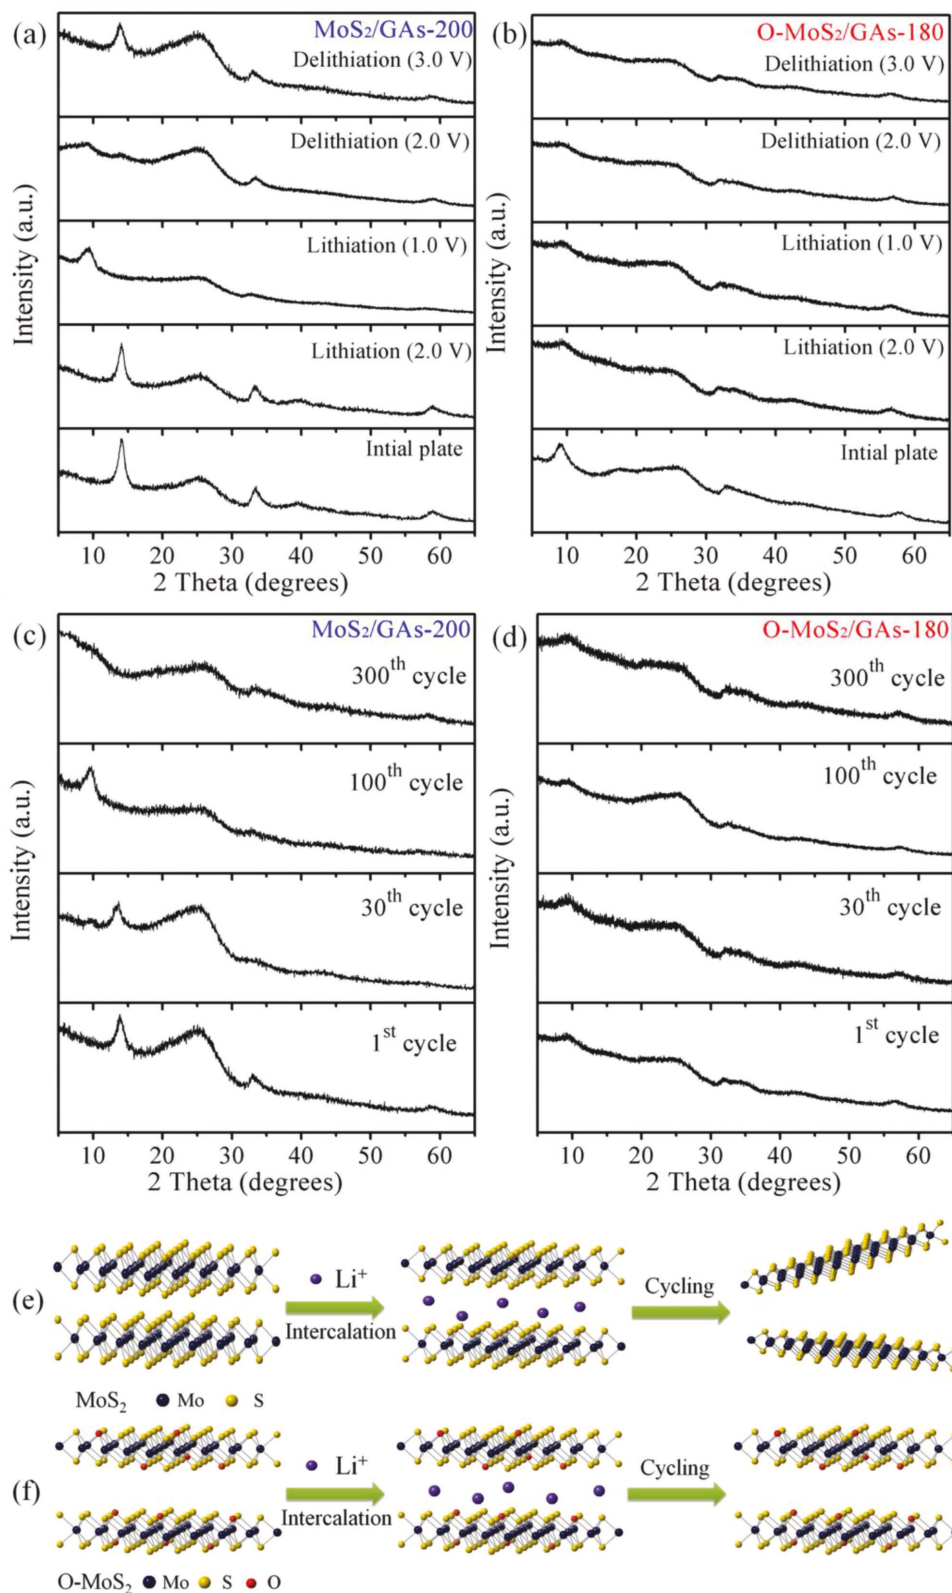 (a)
MoS₂/GAs-200
Delithiation (3.0 V)
Delithiation (2.0 V)
Lithiation (1.0 V)
Lithiation (2.0 V)
Intial plate
Intensity (a.u.)
10 20 30 40 50 60
2 Theta (degrees)
(b)
O-MoS₂/GAs-180
Delithiation (3.0 V)
Delithiation (2.0 V)
Lithiation (1.0 V)
Lithiation (2.0 V)
Intial plate
Intensity (a.u.)
10 20 30 40 50 60
2 Theta (degrees)
(c)
MoS₂/GAs-200
300th cycle
100th cycle
30th cycle
1st cycle
Intensity (a.u.)
10 20 30 40 50 60
2 Theta (degrees)
(d)
O-MoS₂/GAs-180
300th cycle
100th cycle
30th cycle
1st cycle
Intensity (a.u.)
10 20 30 40 50 60
2 Theta (degrees)
(e)
Li⁺
Intercalation
Cycling
MoS₂ Mo S
(f)
Li⁺
Intercalation
Cycling
O-MoS₂ Mo S O